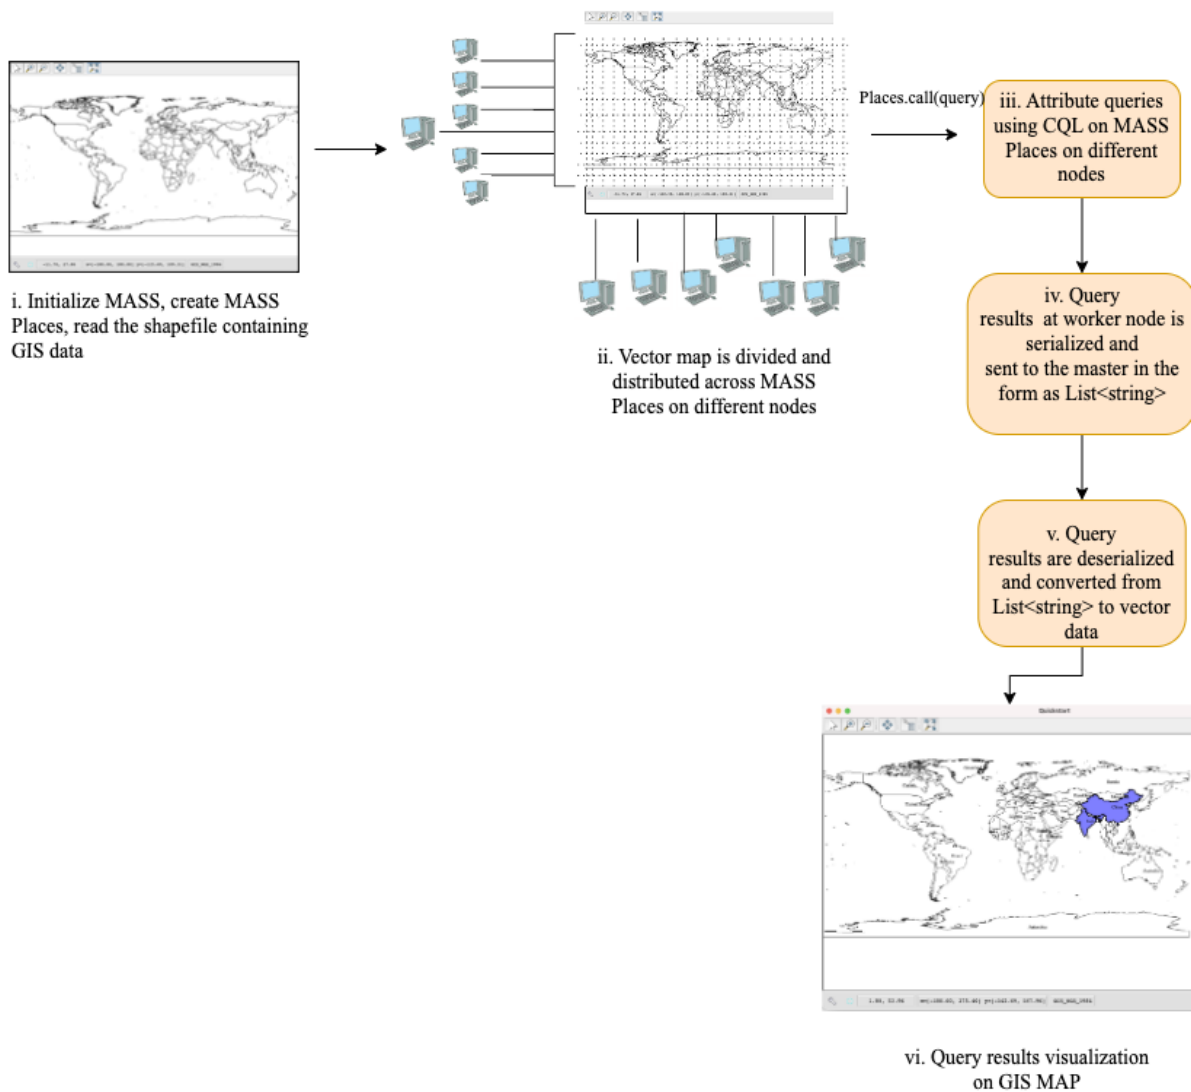 i. Initialize MASS, create MASS
Places, read the shapefile containing
GIS data
ii. Vector map is divided and
distributed across MASS
Places on different nodes
Places.call(query)
iii. Attribute queries
using CQL on MASS
Places on different
nodes
iv. Query
results at worker node is
serialized and
sent to the master in the
form as List<string>
v. Query
results are deserialized
and converted from
List<string> to vector
data
Quickstart
China
vi. Query results visualization
on GIS MAP